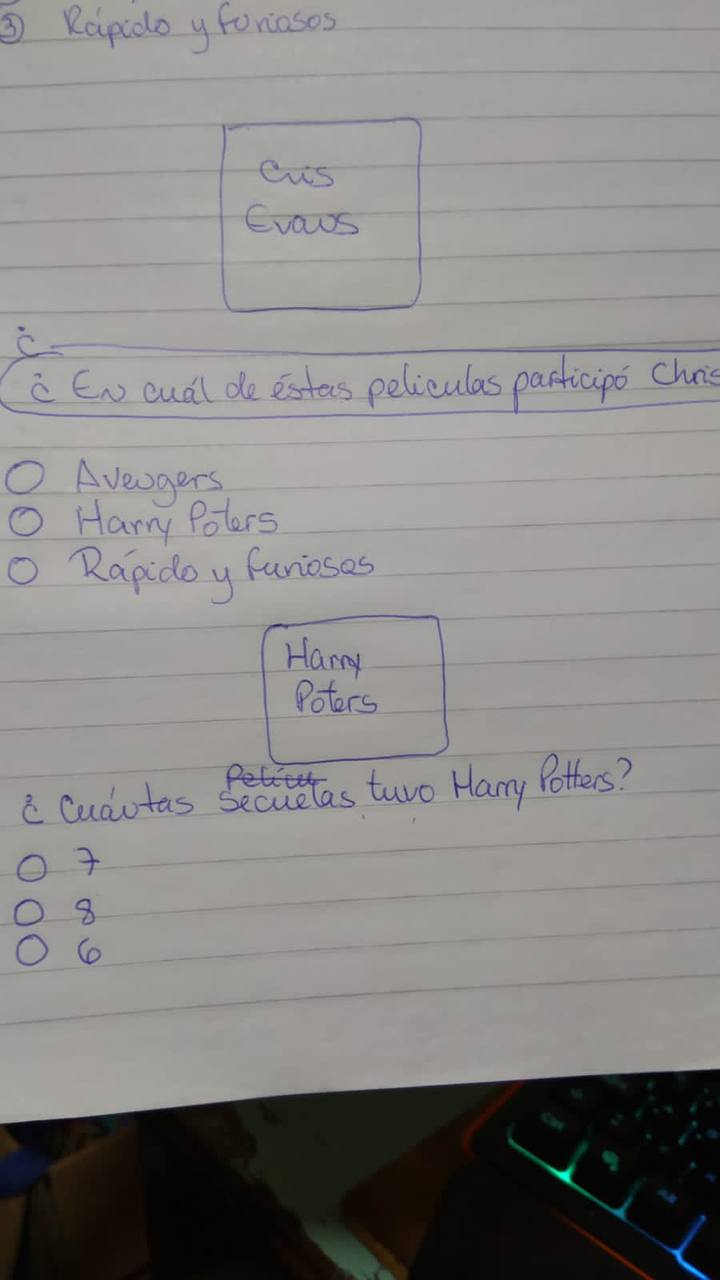 ③ Rápido y furiosos
Cris
Evans
¿
¿ En cuál de éstas peliculas participó Chris
○ Avengers
○ Harry Poters
○ Rápido y furiosos
Harry
Poters
¿ Cuántas secuelas tuvo Harry Potters?
○ 7
○ 8
○ 6